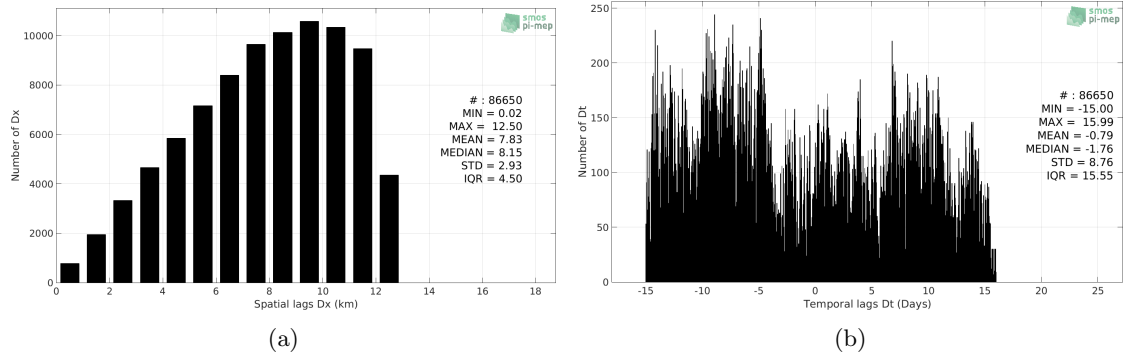 smos
pi-mep
10000
8000
6000
4000
2000
0
Number of Dx
# : 86650
MIN = 0.02
MAX = 12.50
MEAN = 7.83
MEDIAN = 8.15
STD = 2.93
IQR = 4.50
0 2 4 6 8 10 12 14 16 18
Spatial lags Dx (km)
(a)
smos
pi-mep
250
200
150
100
50
0
Number of Dt
# : 86650
MIN = -15.00
MAX = 15.99
MEAN = -0.79
MEDIAN = -1.76
STD = 8.76
IQR = 15.55
-15 -10 -5 0 5 10 15 20 25
Temporal lags Dt (Days)
(b)